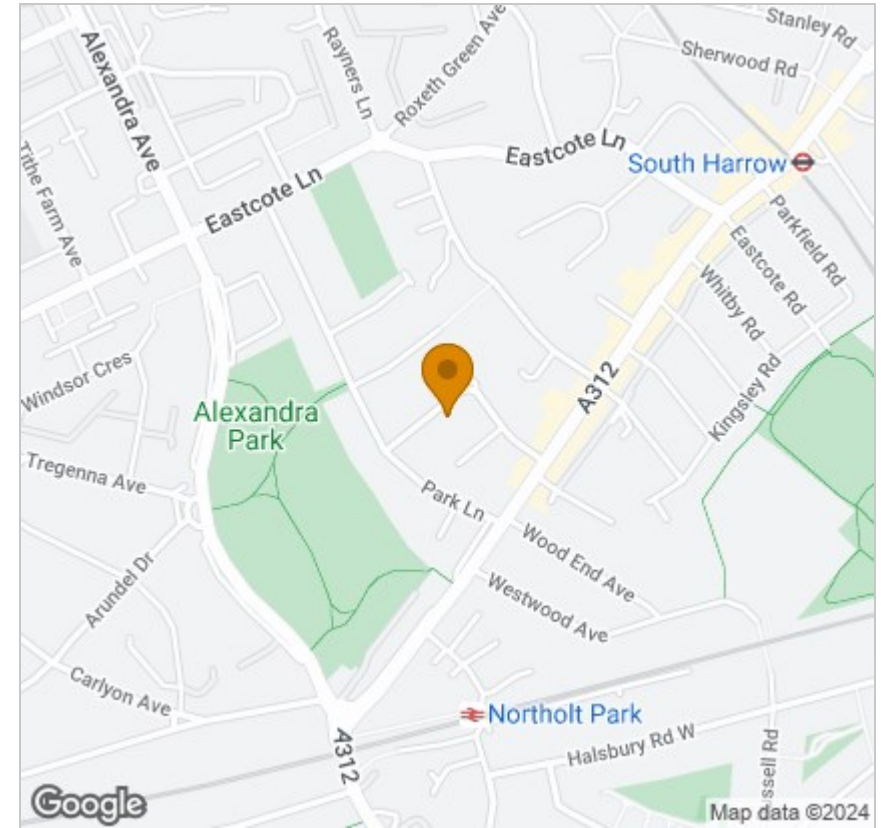 Stanley Rd
Sherwood Rd
Rayners Ln
Roxeth Green Ave
Alexandra Ave
Eastcote Ln
South Harrow
Tithe Farm Ave
Eastcote Ln
Parkfield Rd
Eastcote Rd
Whitby Rd
Windsor Cres
Kingsley Rd
A312
Alexandra
Park
Tregenna Ave
Park Ln
Wood End Ave
Arundel Dr
Westwood Ave
Carlyon Ave
Northolt Park
A312
Halsbury Rd W
ssell Rd
Google
Map data ©2024